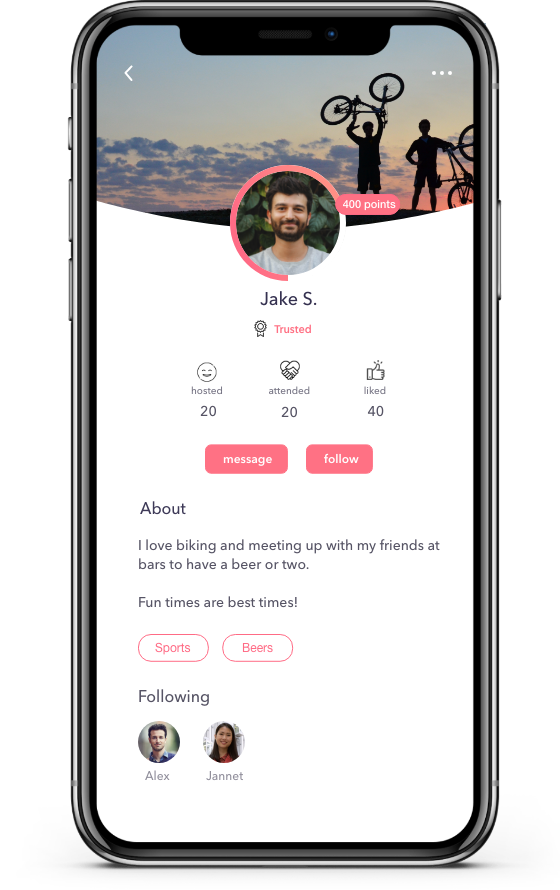 400 points
Jake S.
Trusted
hosted attended liked
20 20 40
message follow
About
I love biking and meeting up with my friends at
bars to have a beer or two.
Fun times are best times!
Sports Beers
Following
Alex Jannet